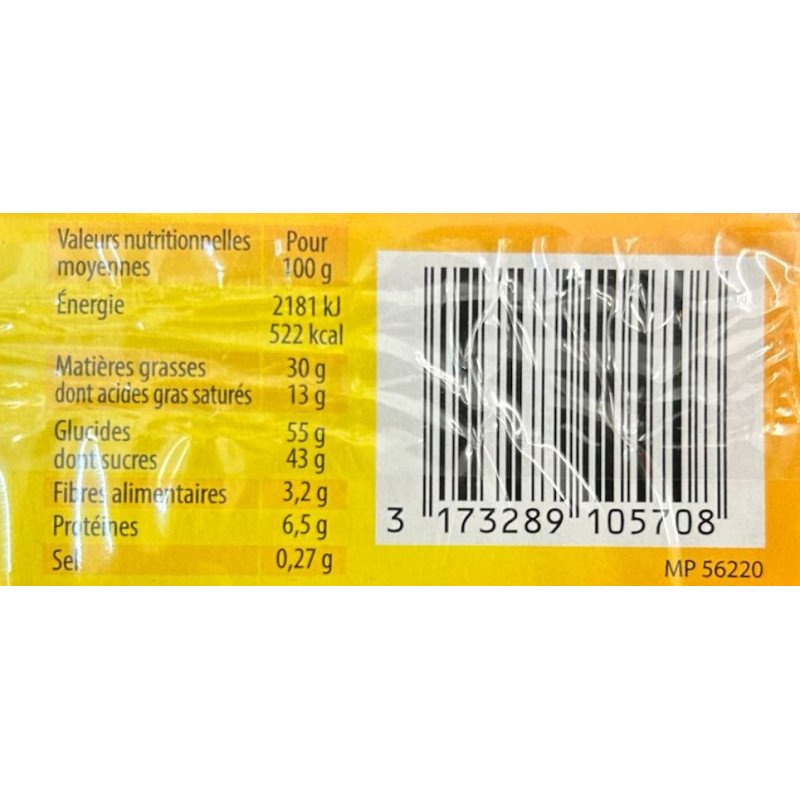 Valeurs nutritionnelles Pour
moyennes 100 g
Énergie 2181 kJ
522 kcal
Matières grasses 30 g
dont acides gras saturés 13 g
Glucides 55 g
dont sucres 43 g
Fibres alimentaires 3,2 g
Protéines 6,5 g
Sel 0,27 g
3 173289 105708
MP 56220